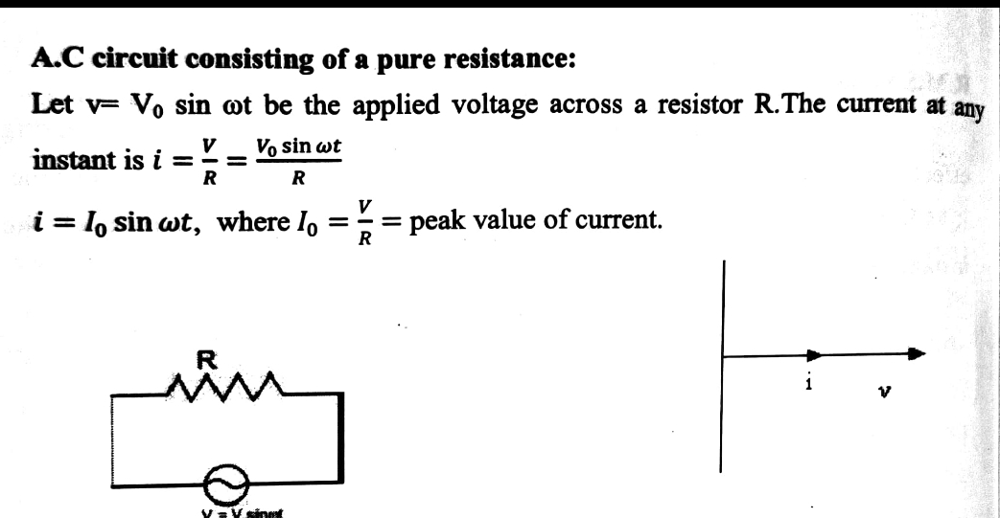 A.C circuit consisting of a pure resistance:
Let v= V₀ sin ωt be the applied voltage across a resistor R.The current at any
instant is i = V/R = V₀ sin ωt / R
i = I₀ sin ωt, where I₀ = V/R = peak value of current.
R
i
v
V = V sinωt